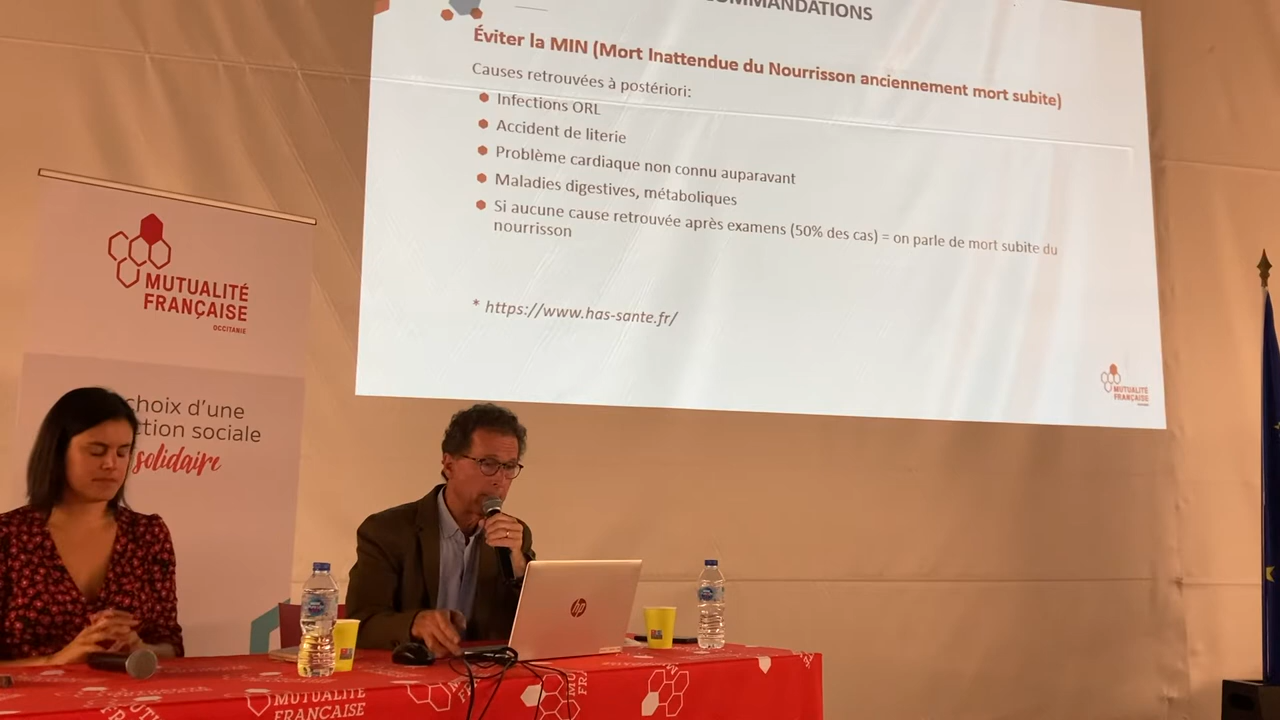 COMMANDATIONS
Éviter la MIN (Mort Inattendue du Nourrisson anciennement mort subite)
Causes retrouvées à postériori:
Infections ORL
Accident de literie
Problème cardiaque non connu auparavant
Maladies digestives, métaboliques
Si aucune cause retrouvée après examens (50% des cas) = on parle de mort subite du
nourrisson
* https://www.has-sante.fr/
MUTUALITÉ
FRANÇAISE
MUTUALITÉ
FRANÇAISE
OCCITANIE
choix d'une
ction sociale
solidaire
hp
MUTUALITÉ
FRANÇAISE